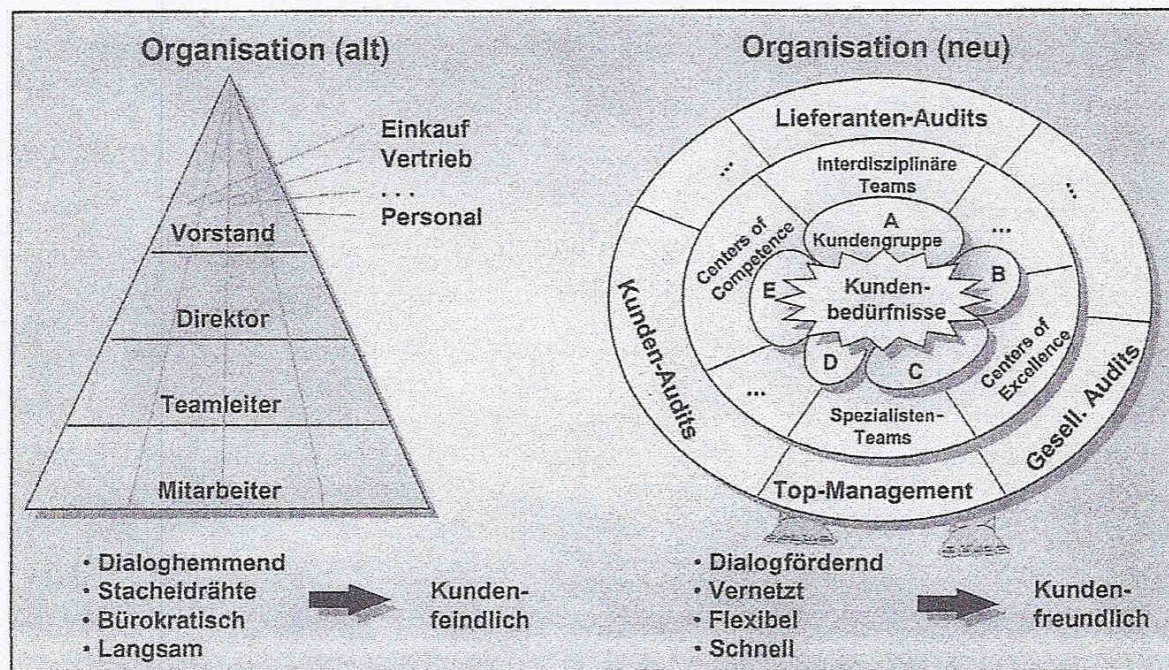 Organisation (alt)
Einkauf
Vertrieb
. . .
Personal
Vorstand
Direktor
Teamleiter
Mitarbeiter
• Dialoghemmend
• Stacheldrähte
• Bürokratisch
• Langsam
Kunden-
feindlich
Organisation (neu)
Lieferanten-Audits
...
...
Interdisziplinäre
Teams
Centers of
Competence
...
A
Kundengruppe
B
E
Kunden-
bedürfnisse
Kunden-Audits
D
C
Centers of
Excellence
...
Spezialisten-
Teams
Gesell. Audits
Top-Management
• Dialogfördernd
• Vernetzt
• Flexibel
• Schnell
Kunden-
freundlich